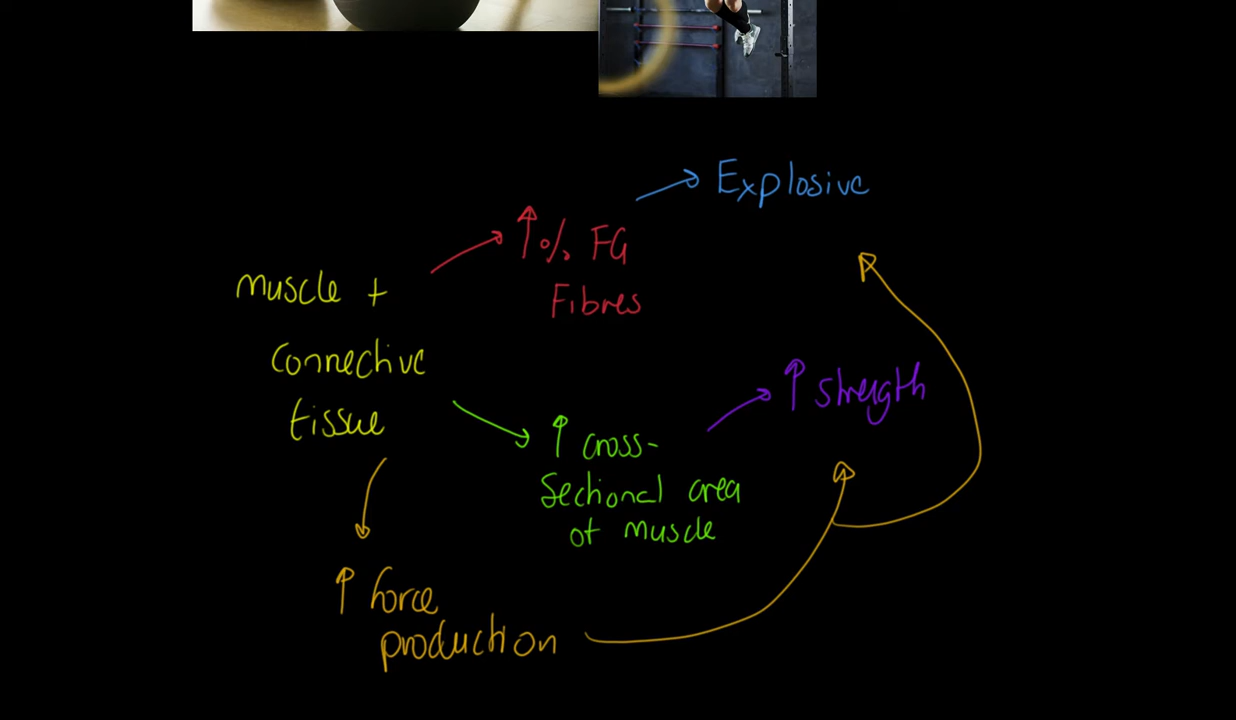 Explosive
↑% FG
Fibres
muscle +
connective
tissue
↑ strength
↑ cross-
sectional area
of muscle
↑ force
production